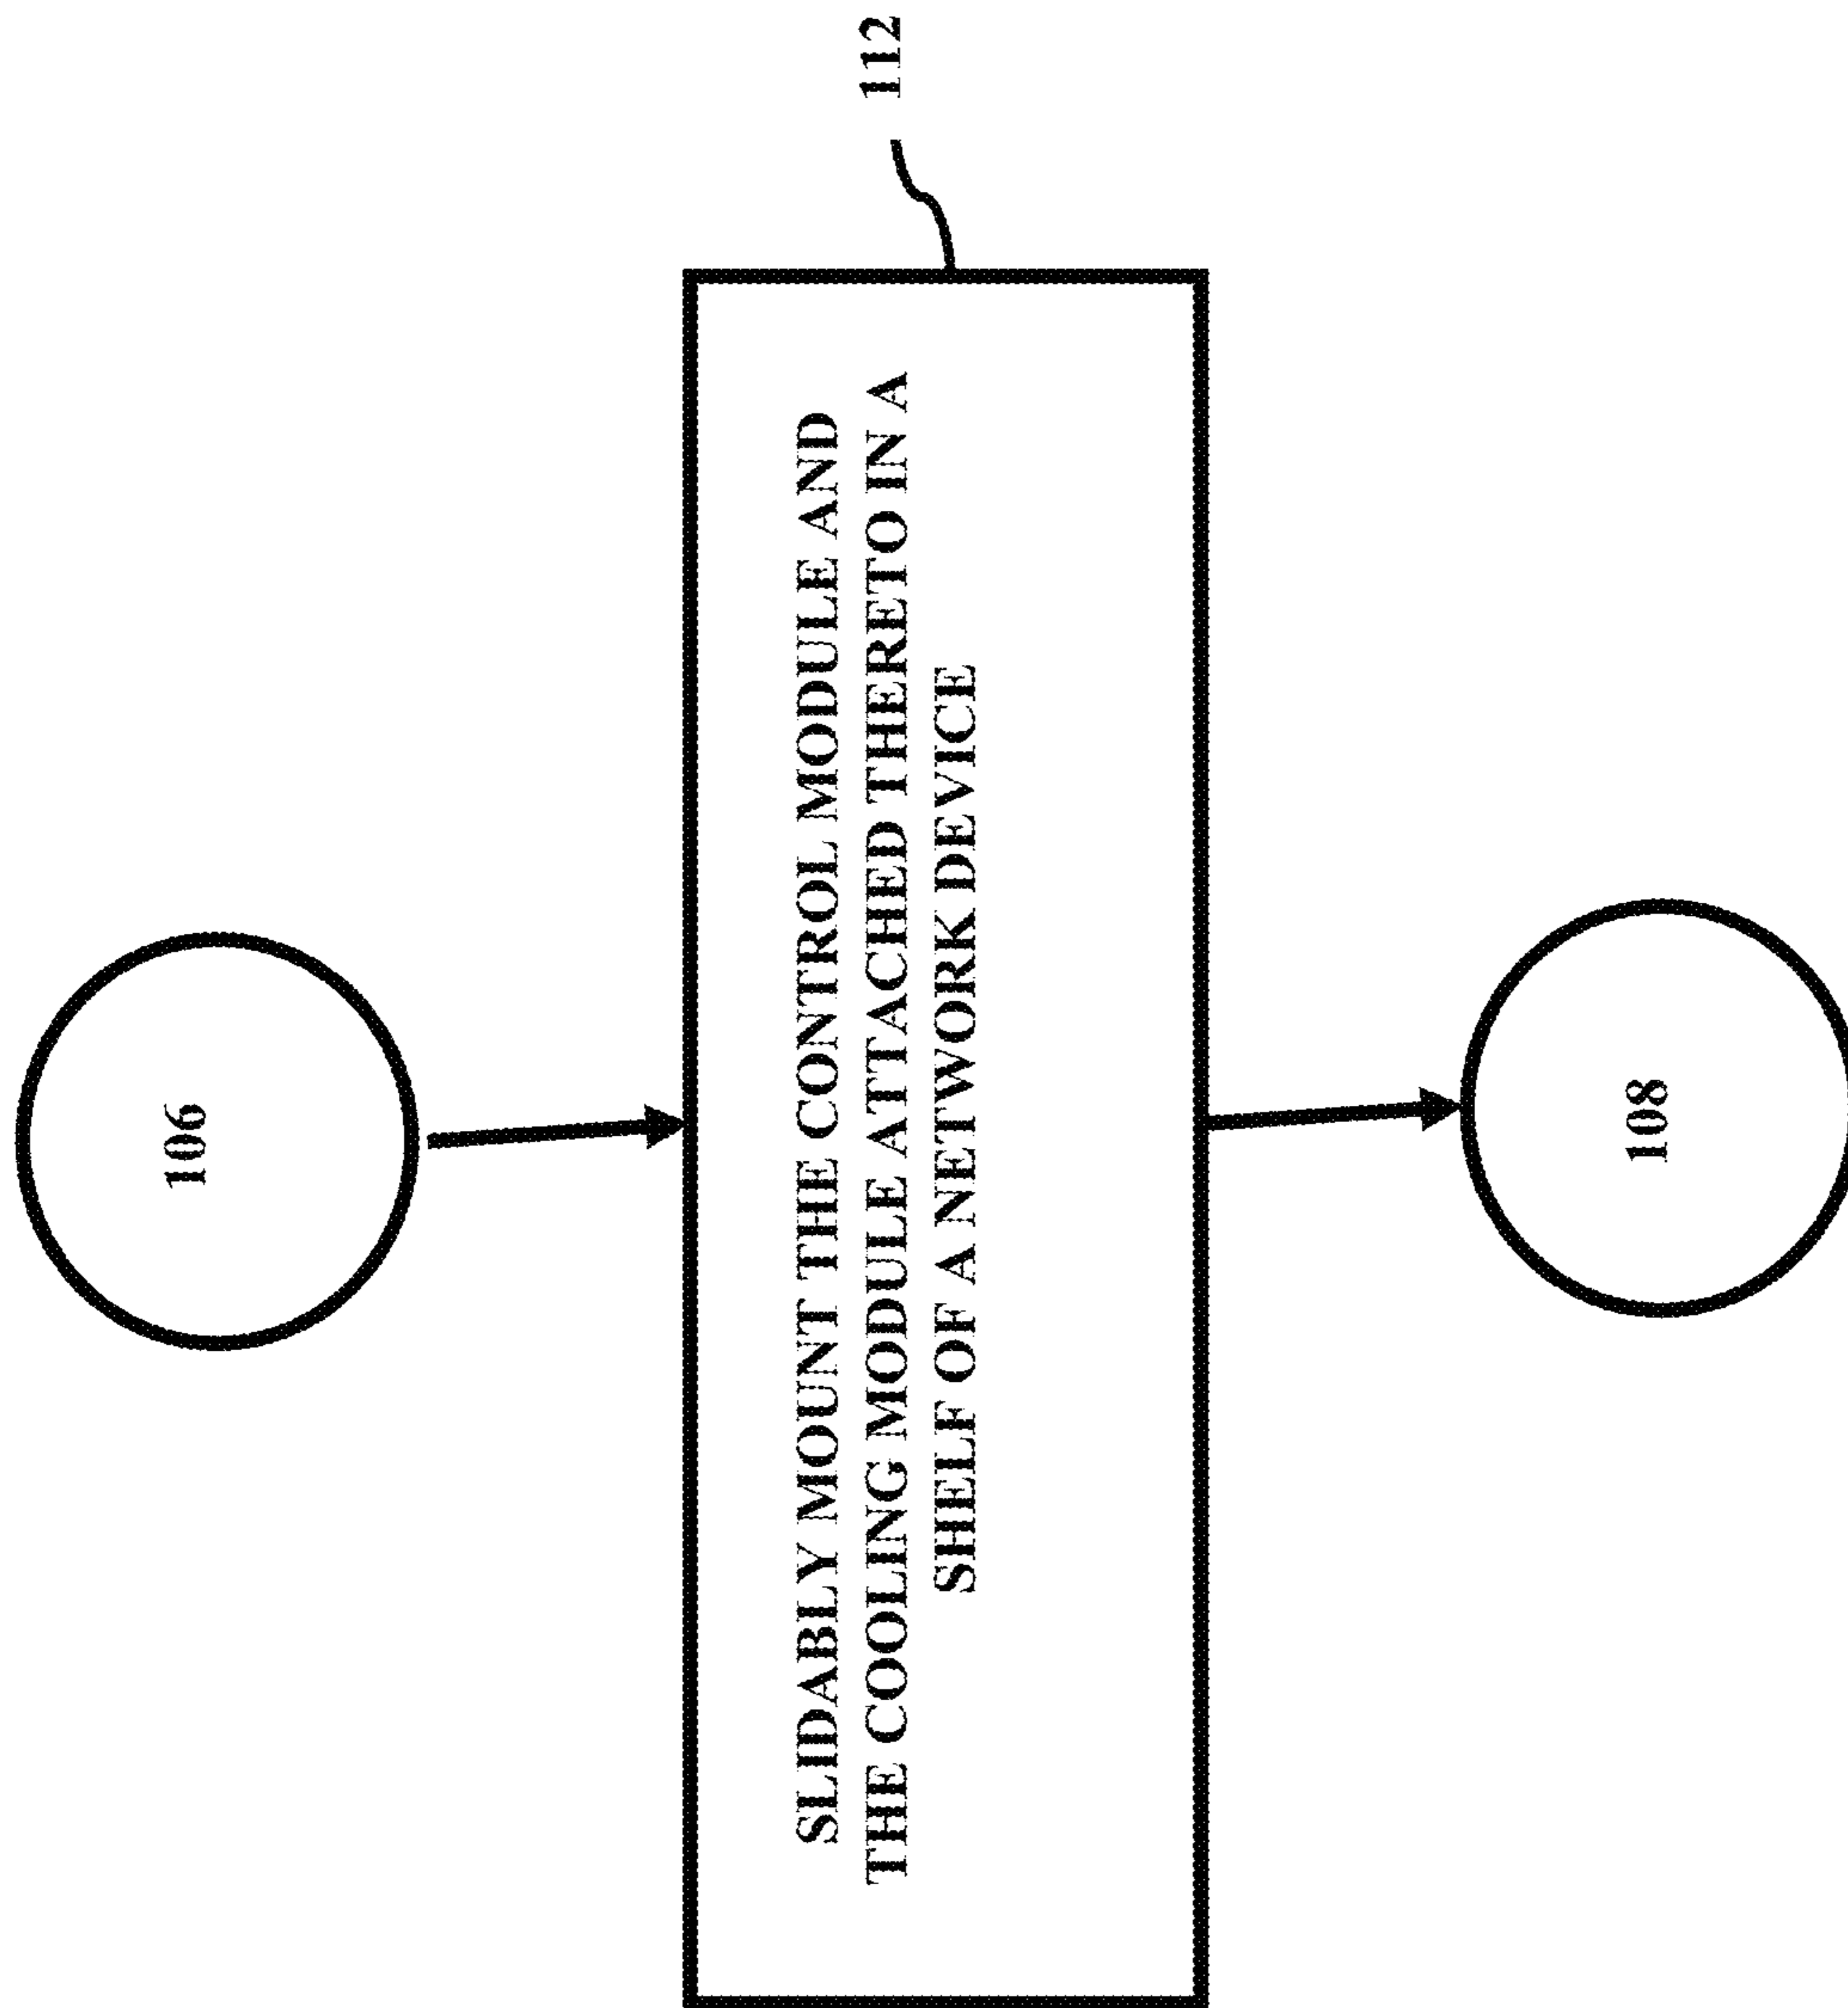 106
SLIDABLY MOUNT THE CONTROL MODULE AND
THE COOLING MODULE ATTACHED THERETO IN A
SHELF OF A NETWORK DEVICE
112
108